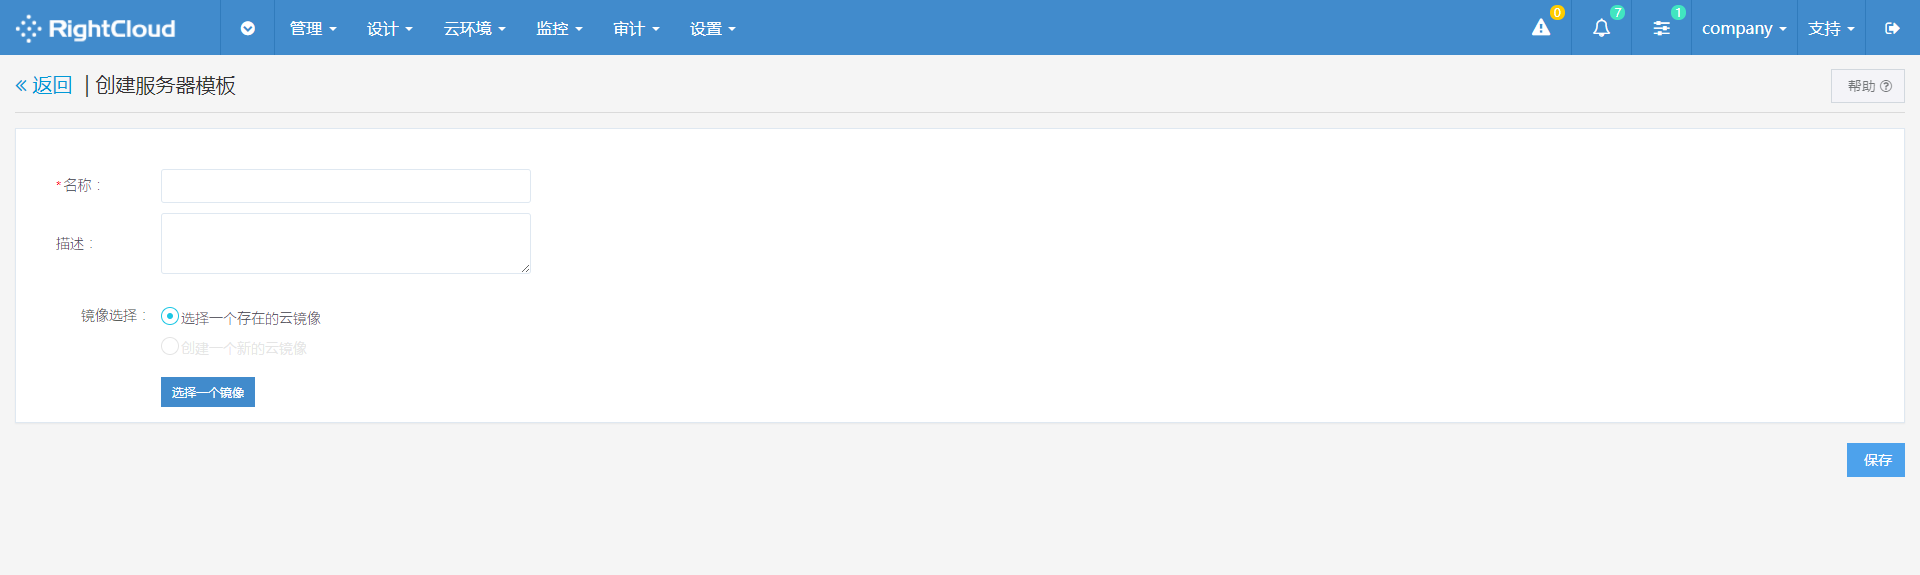 RightCloud 管理 设计 云环境 监控 审计 设置 0 7 1 company 支持
返回 | 创建服务器模板 帮助
*名称：
描述：
镜像选择： 选择一个存在的云镜像
创建一个新的云镜像
选择一个镜像
保存